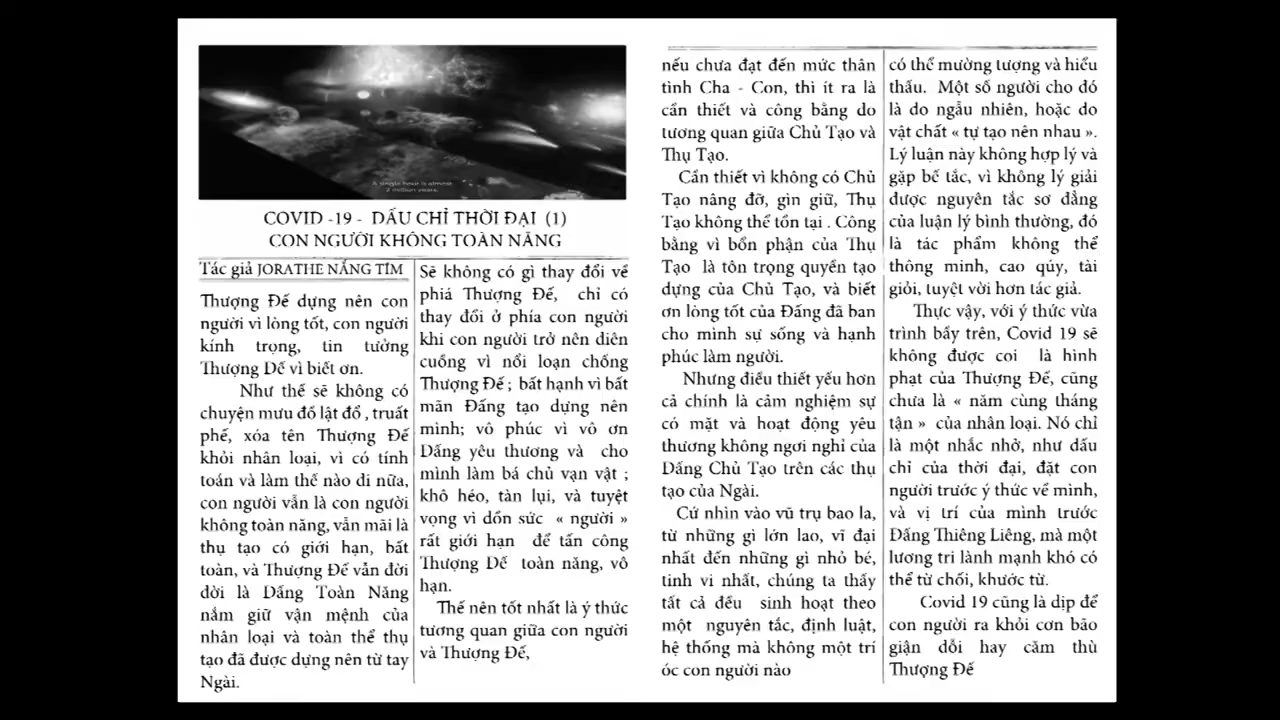 A single hour is almost
2 million years.
COVID -19 - DẤU CHỈ THỜI ĐẠI (1)
CON NGƯỜI KHÔNG TOÀN NĂNG
Tác giả JORATHE NẮNG TÍM
Thượng Đế dựng nên con
người vì lòng tốt, con người
kính trọng, tin tưởng
Thượng Đế vì biết ơn.
Như thế sẽ không có
chuyện mưu đồ lật đổ , truất
phế, xóa tên Thượng Đế
khỏi nhân loại, vì có tính
toán và làm thế nào đi nữa,
con người vẫn là con người
không toàn năng, vẫn mãi là
thụ tạo có giới hạn, bất
toàn, và Thượng Đế vẫn đời
đời là Đấng Toàn Năng
nắm giữ vận mệnh của
nhân loại và toàn thể thụ
tạo đã được dựng nên từ tay
Ngài.
Sẽ không có gì thay đổi về
phiá Thượng Đế, chỉ có
thay đổi ở phía con người
khi con người trở nên điên
cuồng vì nổi loạn chống
Thượng Đế ; bất hạnh vì bất
mãn Đấng tạo dựng nên
mình; vô phúc vì vô ơn
Đấng yêu thương và cho
mình làm bá chủ vạn vật ;
khô héo, tàn lụi, và tuyệt
vọng vì dồn sức « người »
rất giới hạn để tấn công
Thượng Đế toàn năng, vô
hạn.
Thế nên tốt nhất là ý thức
tương quan giữa con người
và Thượng Đế,
nếu chưa đạt đến mức thân
tình Cha - Con, thì ít ra là
cần thiết và công bằng do
tương quan giữa Chủ Tạo và
Thụ Tạo.
Cần thiết vì không có Chủ
Tạo nâng đỡ, gìn giữ, Thụ
Tạo không thể tồn tại . Công
bằng vì bổn phận của Thụ
Tạo là tôn trọng quyền tạo
dựng của Chủ Tạo, và biết
ơn lòng tốt của Đấng đã ban
cho mình sự sống và hạnh
phúc làm người.
Nhưng điều thiết yếu hơn
cả chính là cảm nghiệm sự
có mặt và hoạt động yêu
thương không ngơi nghỉ của
Đấng Chủ Tạo trên các thụ
tạo của Ngài.
Cứ nhìn vào vũ trụ bao la,
từ những gì lớn lao, vĩ đại
nhất đến những gì nhỏ bé,
tinh vi nhất, chúng ta thấy
tất cả đều sinh hoạt theo
một nguyên tắc, định luật,
hệ thống mà không một trí
óc con người nào
có thể mường tượng và hiểu
thấu. Một số người cho đó
là do ngẫu nhiên, hoặc do
vật chất « tự tạo nên nhau ».
Lý luận này không hợp lý và
gặp bế tắc, vì không lý giải
được nguyên tắc sơ đẳng
của luận lý bình thường, đó
là tác phẩm không thể
thông minh, cao qúy, tài
giỏi, tuyệt vời hơn tác giả.
Thực vậy, với ý thức vừa
trình bầy trên, Covid 19 sẽ
không được coi là hình
phạt của Thượng Đế, cũng
chưa là « năm cùng tháng
tận » của nhân loại. Nó chỉ
là một nhắc nhở, như dấu
chỉ của thời đại, đặt con
người trước ý thức về mình,
và vị trí của mình trước
Đấng Thiêng Liêng, mà một
lương tri lành mạnh khó có
thể từ chối, khước từ.
Covid 19 cũng là dịp để
con người ra khỏi cơn bão
giận dỗi hay căm thù
Thượng Đế